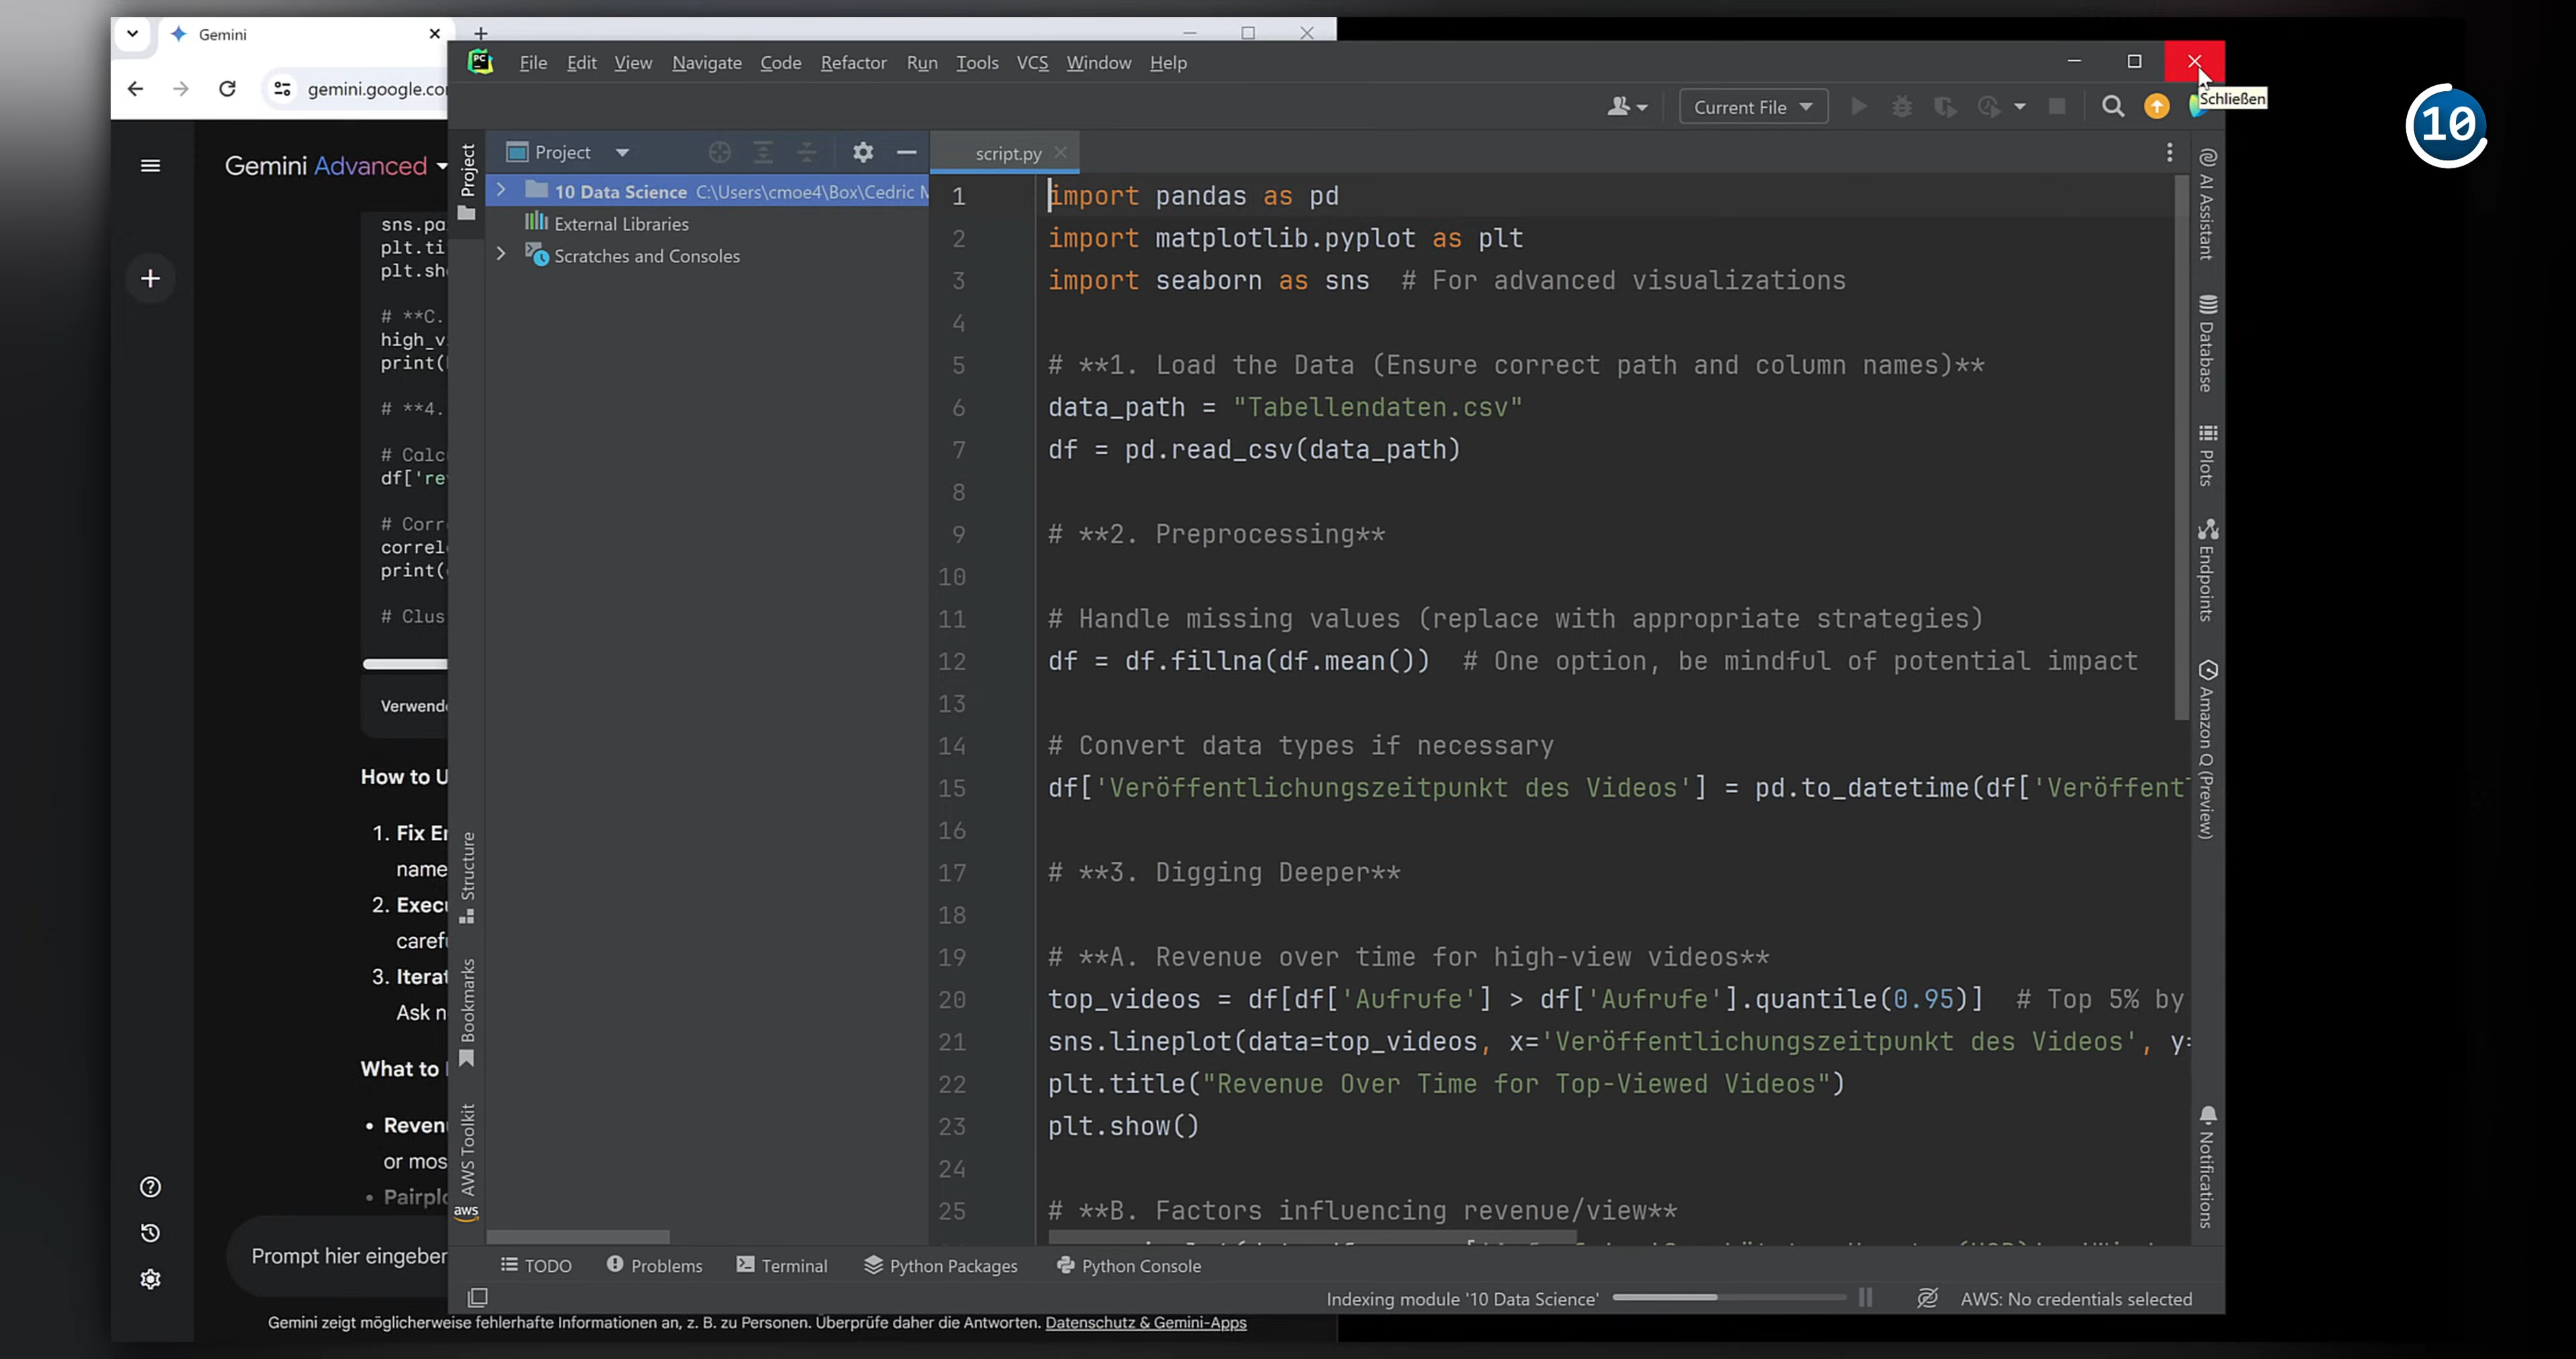 Gemini
gemini.google.co
Gemini Advanced
sns.pa
plt.ti
plt.sh
# **C.
high_v
print(
# **4.
# Calc
df['re
# Corr
correl
print(
# Clus
Verwende
How to U
1. Fix Er
name
2. Execu
caref
3. Iterat
Ask n
What to
• Reven
or mos
• Pairplo
Prompt hier eingeben
Gemini zeigt möglicherweise fehlerhafte Informationen an, z. B. zu Personen. Überprüfe daher die Antworten. Datenschutz & Gemini-Apps
PC
File Edit View Navigate Code Refactor Run Tools VCS Window Help
Schließen
10
Current File
Project
Project
script.py
10 Data Science C:\Users\cmoe4\Box\Cedric M
External Libraries
Scratches and Consoles
Structure
Bookmarks
AWS Toolkit
aws
1 import pandas as pd
2 import matplotlib.pyplot as plt
3 import seaborn as sns # For advanced visualizations
4
5 # **1. Load the Data (Ensure correct path and column names)**
6 data_path = "Tabellendaten.csv"
7 df = pd.read_csv(data_path)
8
9 # **2. Preprocessing**
10
11 # Handle missing values (replace with appropriate strategies)
12 df = df.fillna(df.mean()) # One option, be mindful of potential impact
13
14 # Convert data types if necessary
15 df['Veröffentlichungszeitpunkt des Videos'] = pd.to_datetime(df['Veröffent
16
17 # **3. Digging Deeper**
18
19 # **A. Revenue over time for high-view videos**
20 top_videos = df[df['Aufrufe'] > df['Aufrufe'].quantile(0.95)] # Top 5% by
21 sns.lineplot(data=top_videos, x='Veröffentlichungszeitpunkt des Videos', y=
22 plt.title("Revenue Over Time for Top-Viewed Videos")
23 plt.show()
24
25 # **B. Factors influencing revenue/view**
AI Assistant
Database
Plots
Endpoints
Amazon Q (Preview)
Notifications
TODO Problems Terminal Python Packages Python Console
Indexing module '10 Data Science' AWS: No credentials selected